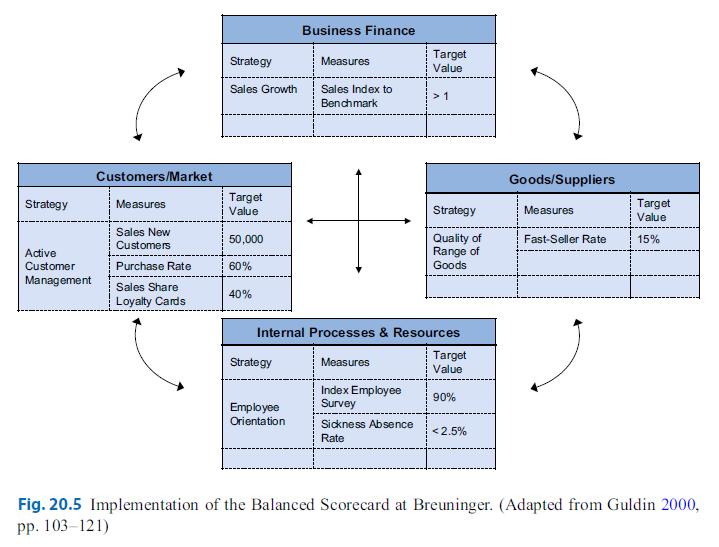 Business Finance
Strategy Measures Target
Value
Sales Growth Sales Index to
Benchmark > 1
Customers/Market
Strategy Measures Target
Value
Active
Customer
Management
Sales New
Customers 50,000
Purchase Rate 60%
Sales Share
Loyalty Cards 40%
Goods/Suppliers
Strategy Measures Target
Value
Quality of
Range of
Goods
Fast-Seller Rate 15%
Internal Processes & Resources
Strategy Measures Target
Value
Employee
Orientation
Index Employee
Survey 90%
Sickness Absence
Rate < 2.5%
Fig. 20.5 Implementation of the Balanced Scorecard at Breuninger. (Adapted from Guldin 2000,
pp. 103–121)